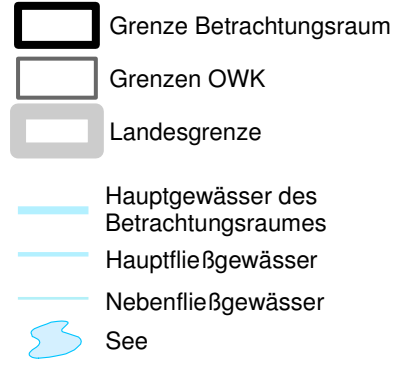 Grenze Betrachtungsraum
Grenzen OWK
Landesgrenze
Hauptgewässer des
Betrachtungsraumes
Hauptfließgewässer
Nebenfließgewässer
See